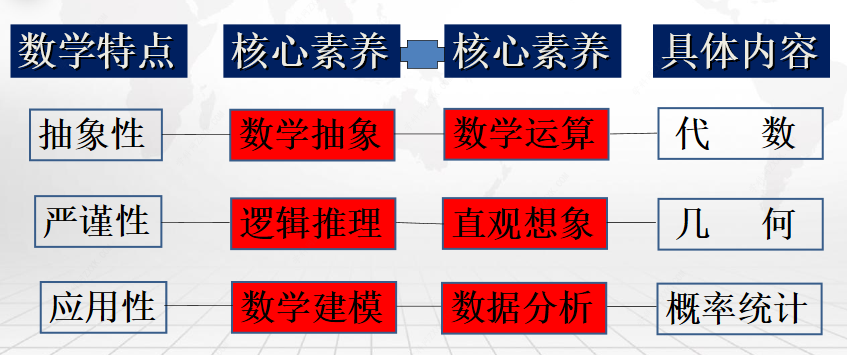 数学特点 核心素养 核心素养 具体内容
抽象性 数学抽象 数学运算 代 数
严谨性 逻辑推理 直观想象 几 何
应用性 数学建模 数据分析 概率统计